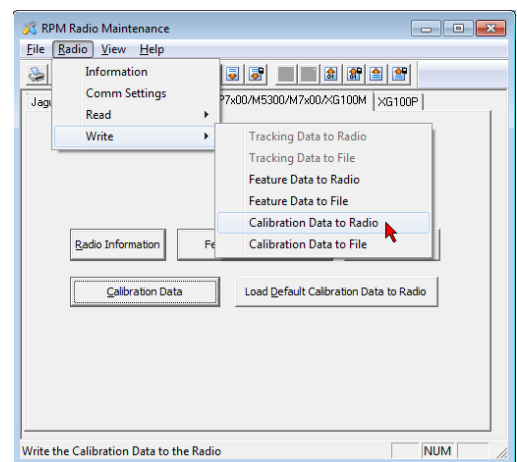 RPM Radio Maintenance
File Radio View Help
Information
Comm Settings
Read
Write
P7x00/M5300/M7x00/XG100M XG100P
Tracking Data to Radio
Tracking Data to File
Feature Data to Radio
Feature Data to File
Calibration Data to Radio
Calibration Data to File
Radio Information
Calibration Data
Load Default Calibration Data to Radio
Write the Calibration Data to the Radio
NUM